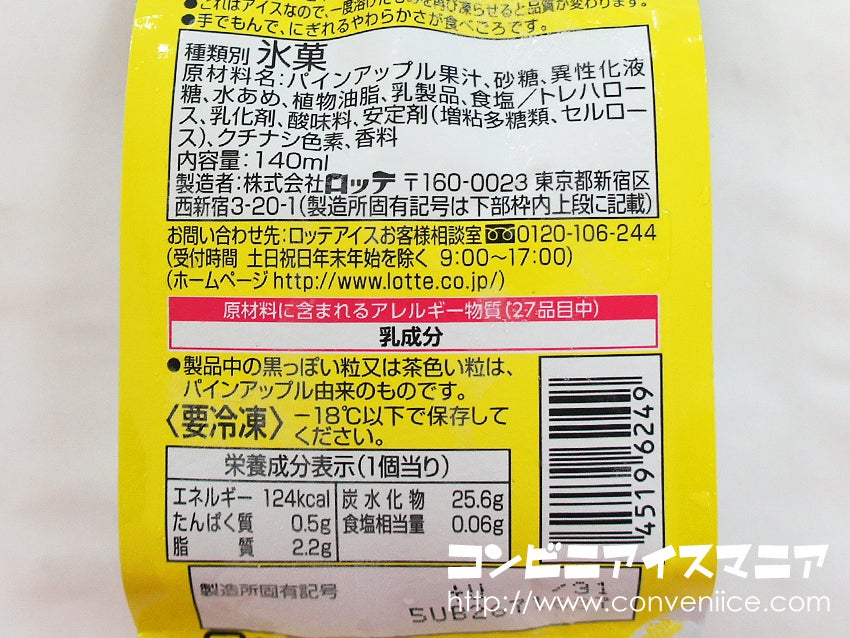 ●これはアイスなので、一度溶けたものを再び凍らせると品質が変わります。
●手でもんで、にぎれるやわらかさが食べごろです。
種類別 氷菓
原材料名:パインアップル果汁、砂糖、異性化液
糖、水あめ、植物油脂、乳製品、食塩／トレハロー
ス、乳化剤、酸味料、安定剤(増粘多糖類、セルロー
ス)、クチナシ色素、香料
内容量:140ml
製造者:株式会社ロッテ 〒160-0023 東京都新宿区
西新宿3-20-1(製造所固有記号は下部枠内上段に記載)
お問い合わせ先:ロッテアイスお客様相談室 0120-106-244
(受付時間 土日祝日年末年始を除く 9:00〜17:00)
(ホームページ http://www.lotte.co.jp/)
原材料に含まれるアレルギー物質(27品目中)
乳成分
●製品中の黒っぽい粒又は茶色い粒は、
パインアップル由来のものです。
〈要冷凍〉 −18℃以下で保存して
ください。
栄養成分表示(1個当り)
エネルギー 124kcal 炭水化物 25.6g
たんぱく質 0.5g 食塩相当量 0.06g
脂質 2.2g
4519 6249
製造所固有記号
コンビニアイスマニア
http://www.conveniice.com/